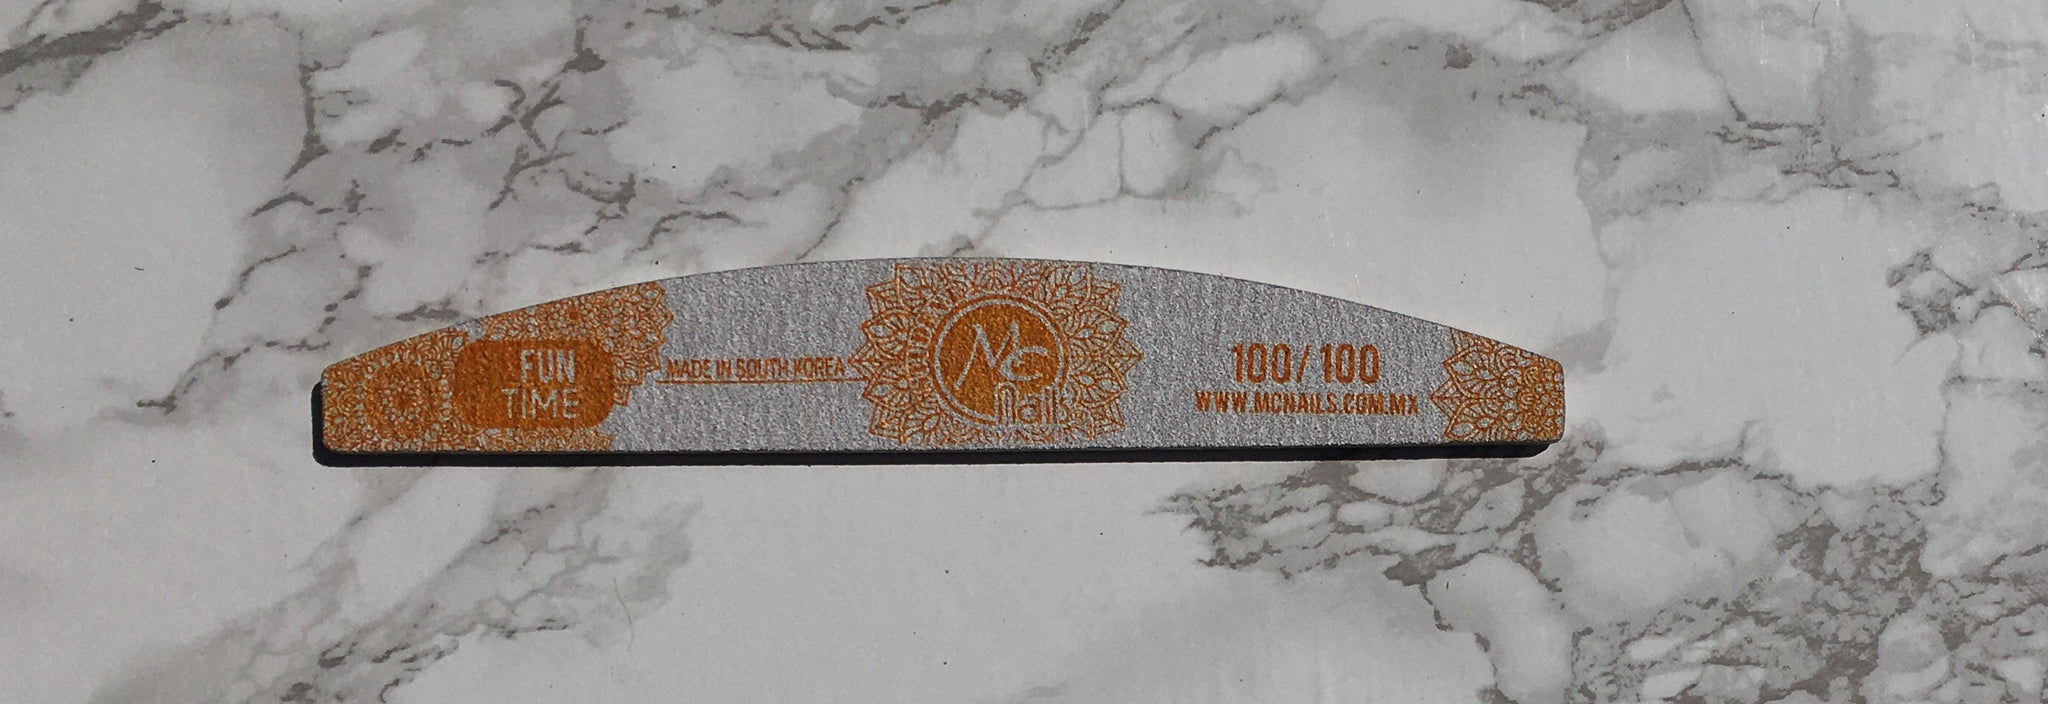 FUN
TIME
MADE IN SOUTH KOREA
Mc
nails
100/100
WWW.MCNAILS.COM.MX